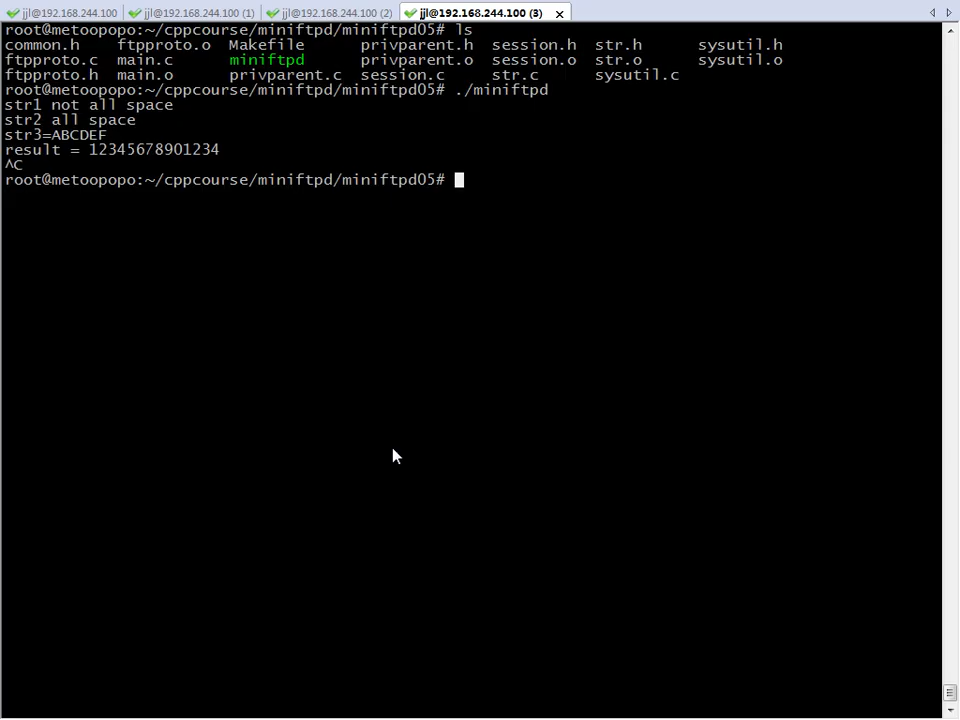 jjl@192.168.244.100 jjl@192.168.244.100 (1) jjl@192.168.244.100 (2) jjl@192.168.244.100 (3)
root@metoopopo:~/cppcourse/miniftpd/miniftpd05# ls
common.h ftpproto.o Makefile privparent.h session.h str.h sysutil.h
ftpproto.c main.c miniftpd privparent.o session.o str.o sysutil.o
ftpproto.h main.o privparent.c session.c str.c sysutil.c
root@metoopopo:~/cppcourse/miniftpd/miniftpd05# ./miniftpd
str1 not all space
str2 all space
str3=ABCDEF
result = 12345678901234
^C
root@metoopopo:~/cppcourse/miniftpd/miniftpd05#